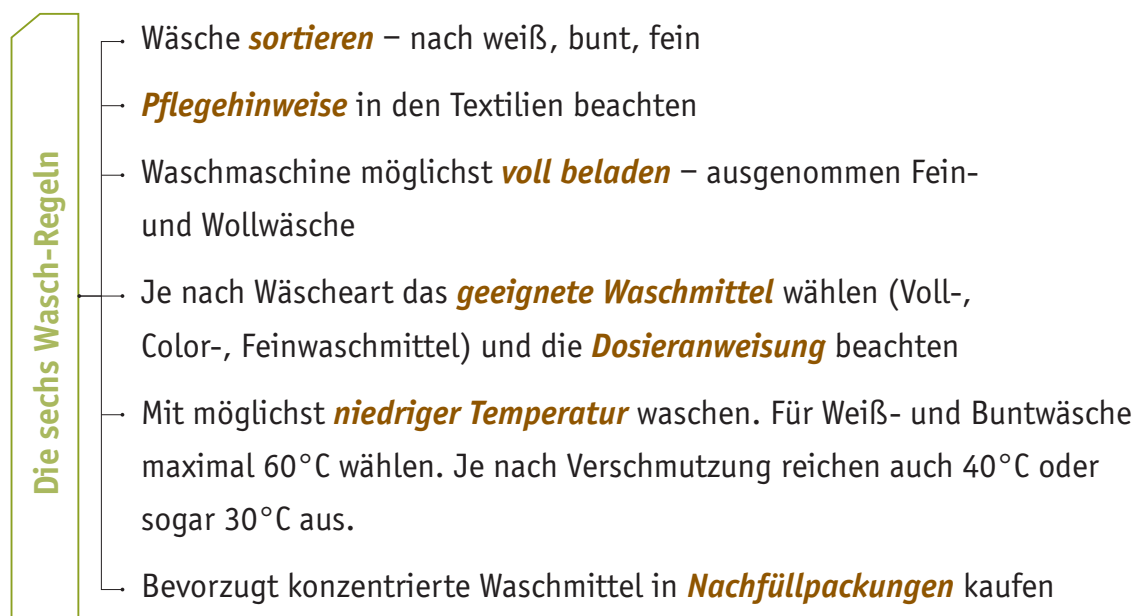 Die sechs Wasch-Regeln
Wäsche sortieren – nach weiß, bunt, fein
Pflegehinweise in den Textilien beachten
Waschmaschine möglichst voll beladen – ausgenommen Fein-
und Wollwäsche
Je nach Wäscheart das geeignete Waschmittel wählen (Voll-,
Color-, Feinwaschmittel) und die Dosieranweisung beachten
Mit möglichst niedriger Temperatur waschen. Für Weiß- und Buntwäsche
maximal 60°C wählen. Je nach Verschmutzung reichen auch 40°C oder
sogar 30°C aus.
Bevorzugt konzentrierte Waschmittel in Nachfüllpackungen kaufen